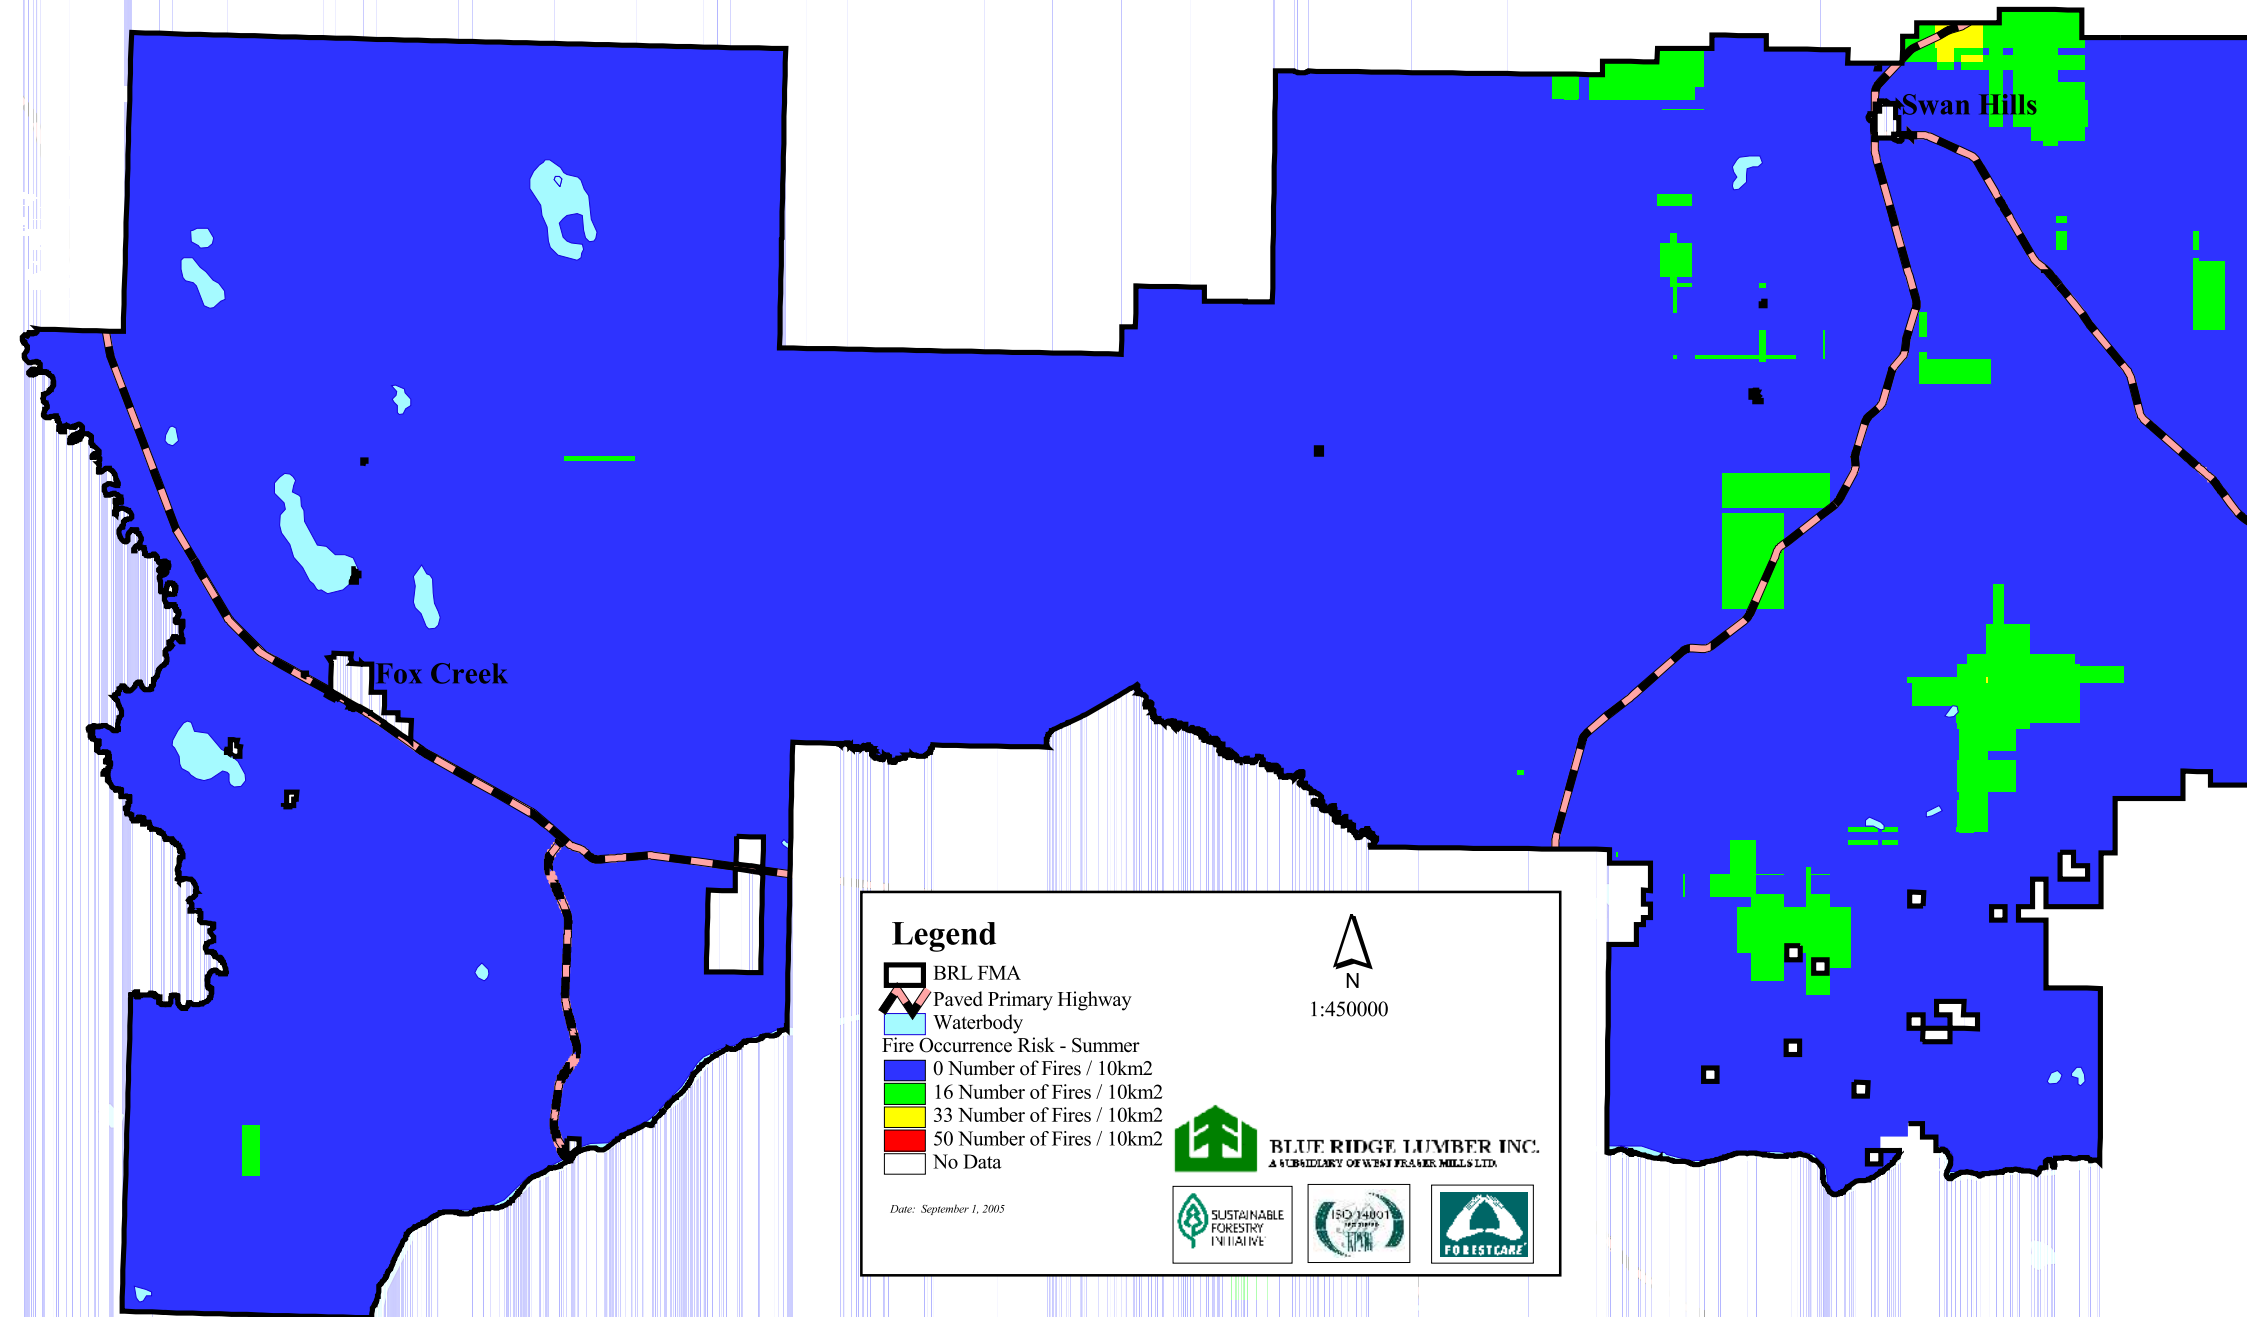 Swan Hills
Fox Creek
Legend
BRL FMA
Paved Primary Highway
Waterbody
Fire Occurrence Risk - Summer
0 Number of Fires / 10km2
16 Number of Fires / 10km2
33 Number of Fires / 10km2
50 Number of Fires / 10km2
No Data
N
1:450000
BLUE RIDGE LUMBER INC.
A SUBSIDIARY OF WEST FRASER MILLS LTD.
Date: September 1, 2005
SUSTAINABLE
FORESTRY
INITIATIVE
ISO 14001
FORESTCARE